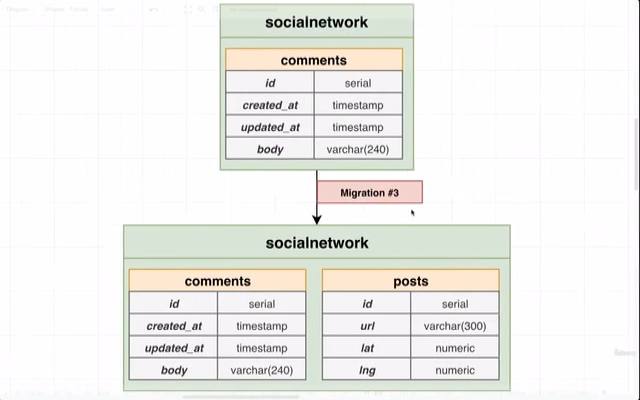 socialnetwork
comments
id serial
created_at timestamp
updated_at timestamp
body varchar(240)
Migration #3
socialnetwork
comments
id serial
created_at timestamp
updated_at timestamp
body varchar(240)
posts
id serial
url varchar(300)
lat numeric
lng numeric